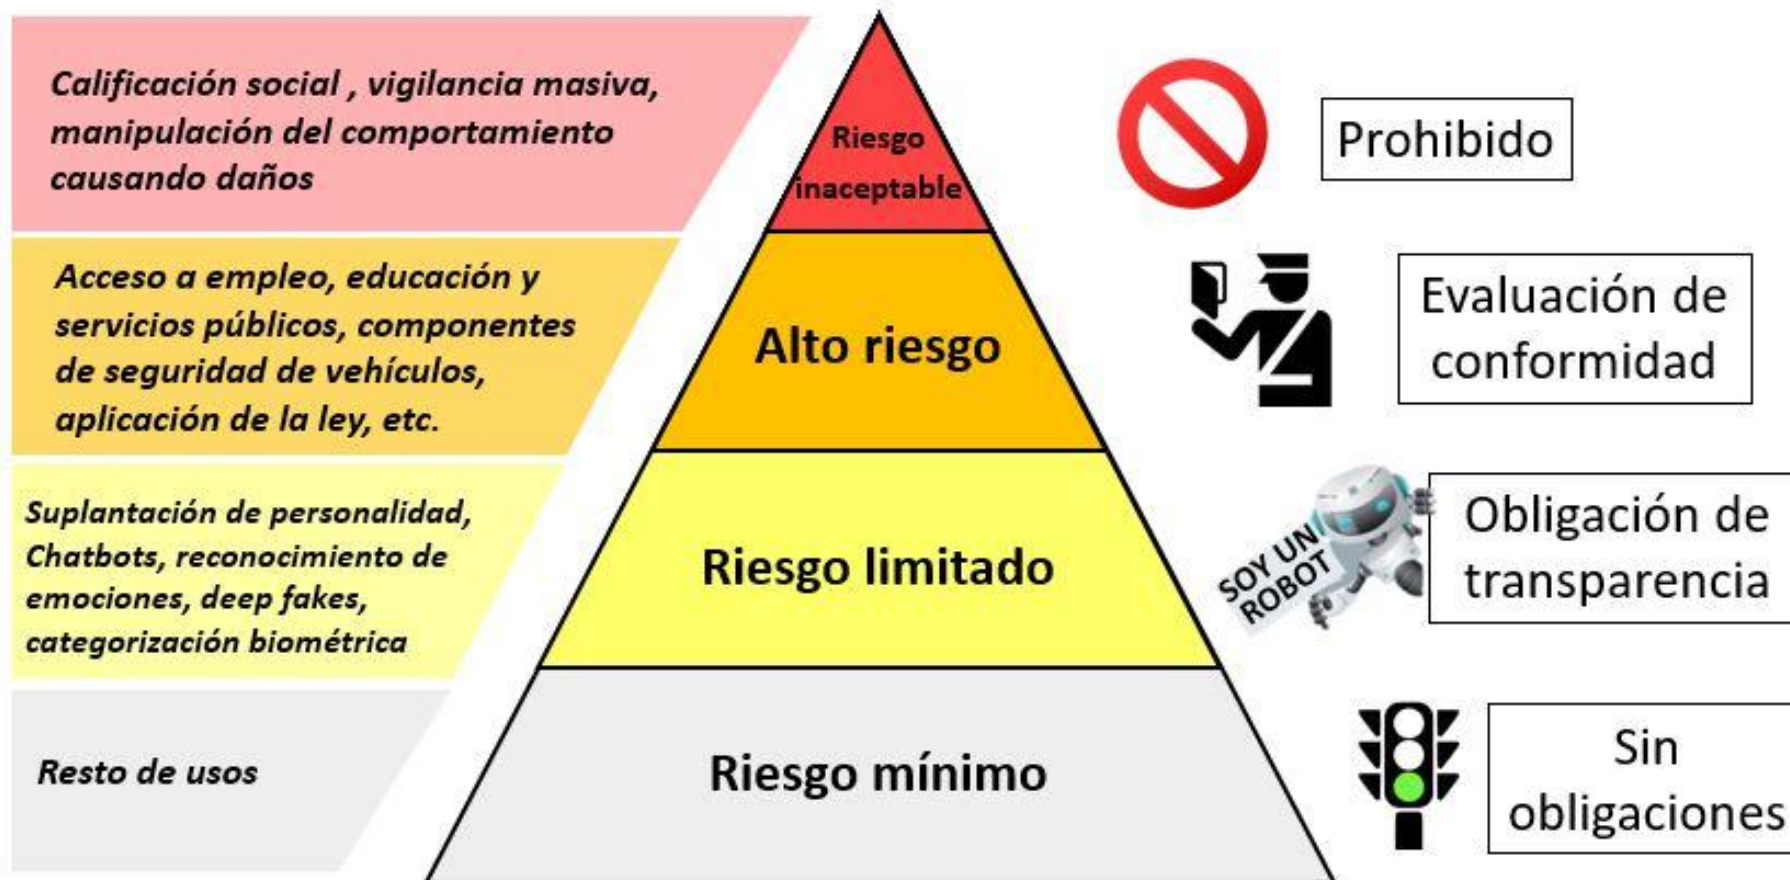 Calificación social , vigilancia masiva,
manipulación del comportamiento
causando daños
Riesgo
inaceptable
Prohibido
Acceso a empleo, educación y
servicios públicos, componentes
de seguridad de vehículos,
aplicación de la ley, etc.
Alto riesgo
Evaluación de
conformidad
Suplantación de personalidad,
Chatbots, reconocimiento de
emociones, deep fakes,
categorización biométrica
Riesgo limitado
SOY UN
ROBOT
Obligación de
transparencia
Resto de usos
Riesgo mínimo
Sin
obligaciones